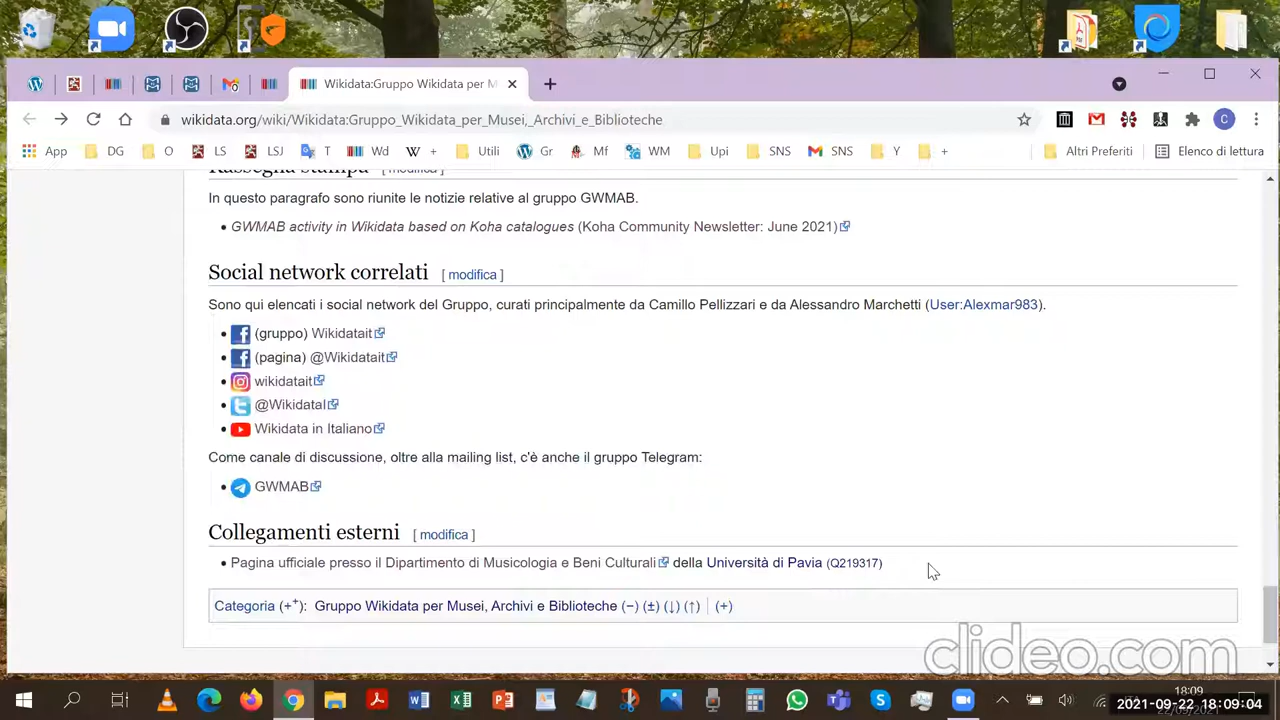 Wikidata:Gruppo Wikidata per M
wikidata.org/wiki/Wikidata:Gruppo_Wikidata_per_Musei,_Archivi_e_Biblioteche
C
App DG O LS LSJ T Wd + Utili Gr Mf WM Upi SNS SNS Y + Altri Preferiti Elenco di lettura
Rassegna stampa [ modifica ]
In questo paragrafo sono riunite le notizie relative al gruppo GWMAB.
• GWMAB activity in Wikidata based on Koha catalogues (Koha Community Newsletter: June 2021)
Social network correlati [ modifica ]
Sono qui elencati i social network del Gruppo, curati principalmente da Camillo Pellizzari e da Alessandro Marchetti (User:Alexmar983).
• (gruppo) Wikidatait
• (pagina) @Wikidatait
• wikidatait
• @WikidataI
• Wikidata in Italiano
Come canale di discussione, oltre alla mailing list, c'è anche il gruppo Telegram:
• GWMAB
Collegamenti esterni [ modifica ]
• Pagina ufficiale presso il Dipartimento di Musicologia e Beni Culturali della Università di Pavia (Q219317)
Categoria (+⁺): Gruppo Wikidata per Musei, Archivi e Biblioteche (−) (±) (↓) (↑) | (+)
clideo.com
18:09
2021-09-22 18:09:04